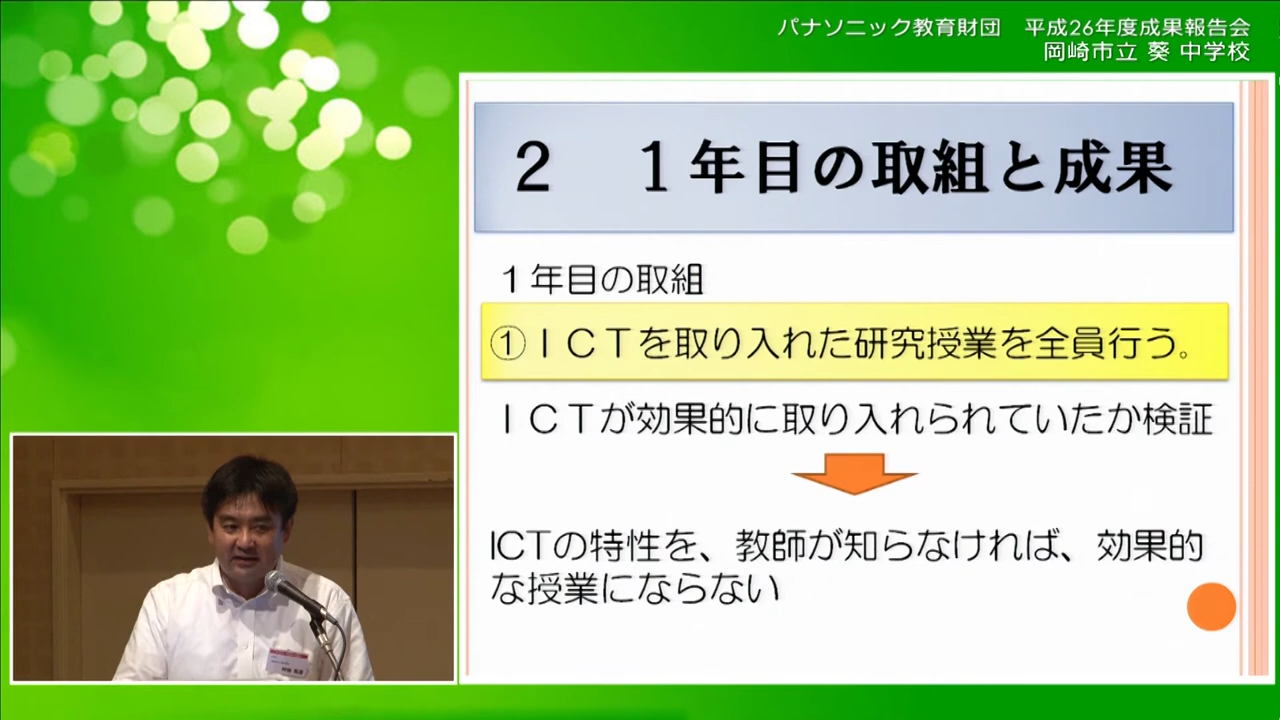 パナソニック教育財団　平成26年度成果報告会
岡崎市立 葵 中学校
２　１年目の取組と成果
１年目の取組
①ＩＣＴを取り入れた研究授業を全員行う。
ＩＣＴが効果的に取り入れられていたか検証
ICTの特性を、教師が知らなければ、効果的
な授業にならない